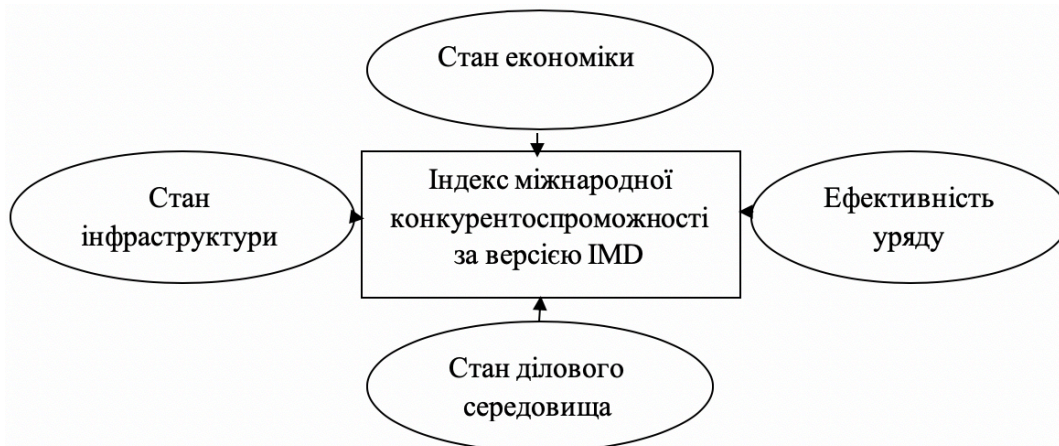 Стан економіки
Стан
інфраструктури
Індекс міжнародної
конкурентоспроможності
за версією IMD
Ефективність
уряду
Стан ділового
середовища